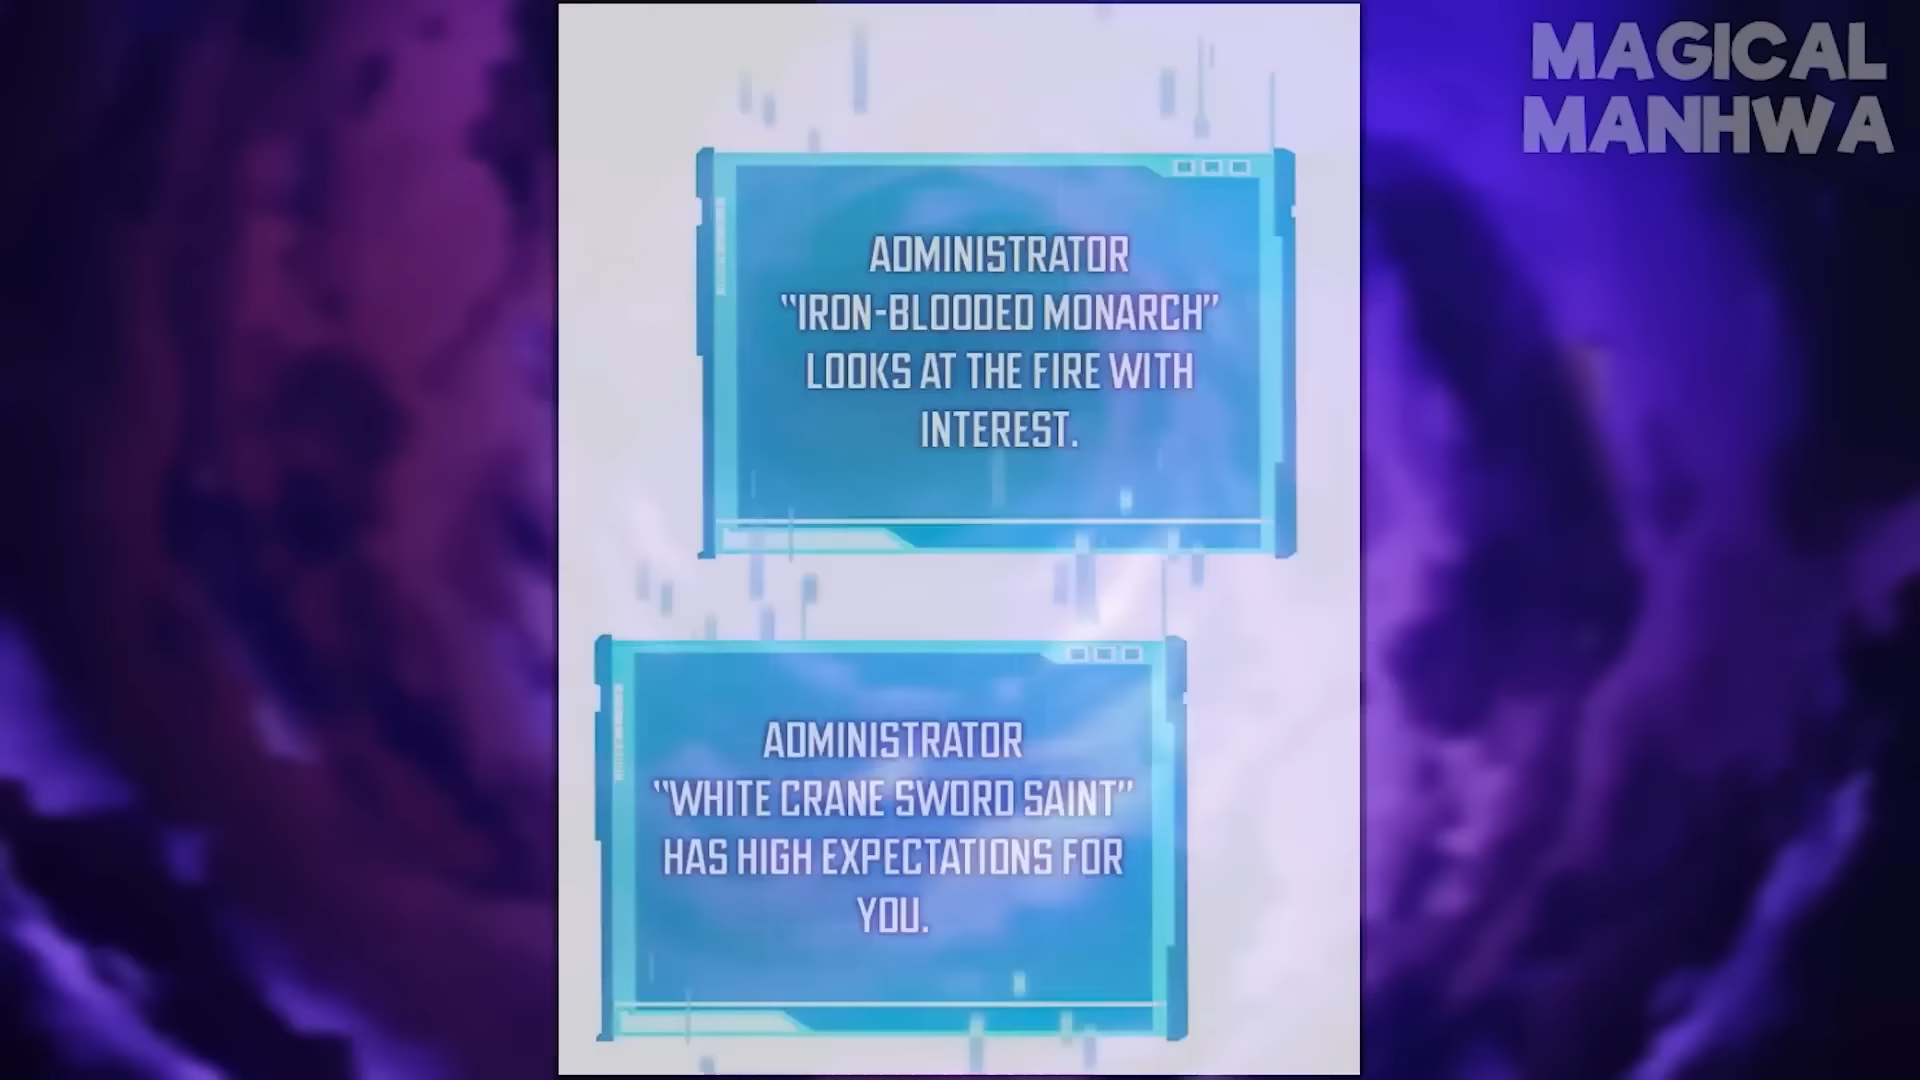 MAGICAL
MANHWA
ADMINISTRATOR
“IRON-BLOODED MONARCH”
LOOKS AT THE FIRE WITH
INTEREST.
ADMINISTRATOR
“WHITE CRANE SWORD SAINT”
HAS HIGH EXPECTATIONS FOR
YOU.